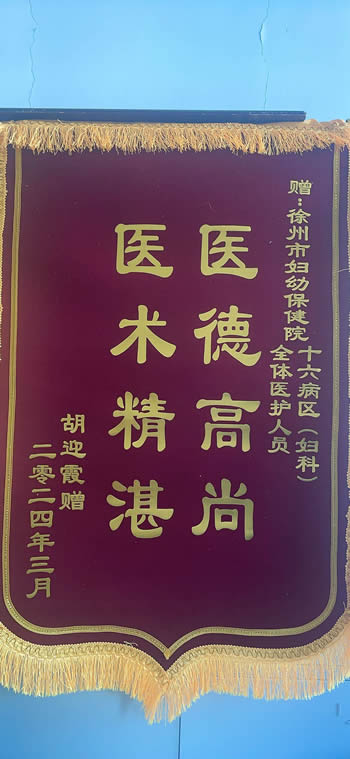 赠：徐州市妇幼保健院十六病区（妇科）
全体医护人员
医德高尚
医术精湛
胡迎霞赠
二零二四年三月